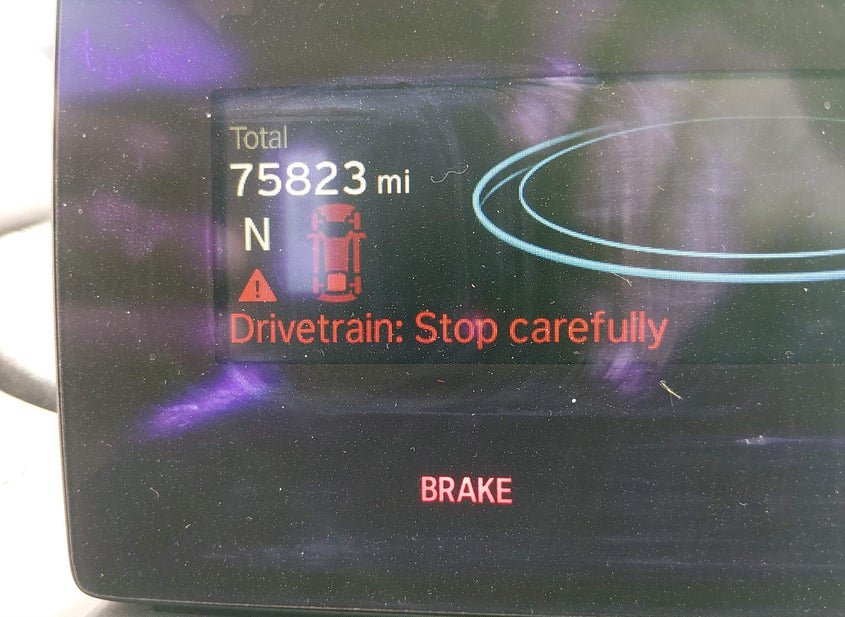 Total
75823 mi
N
Drivetrain: Stop carefully
BRAKE